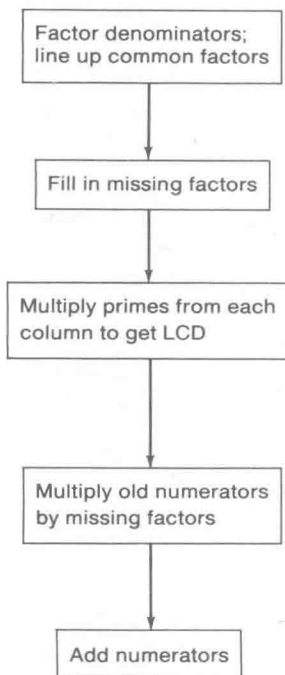 Factor denominators;
line up common factors
Fill in missing factors
Multiply primes from each
column to get LCD
Multiply old numerators
by missing factors
Add numerators